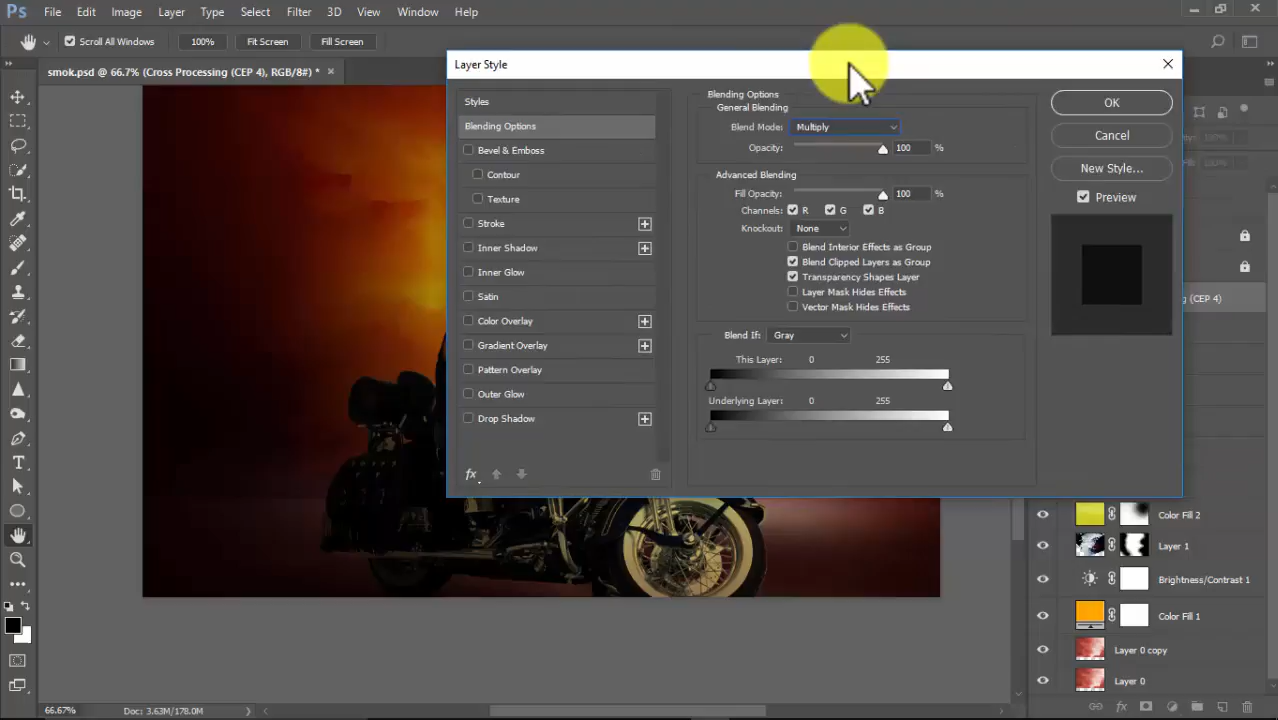 Ps File Edit Image Layer Type Select Filter 3D View Window Help
Scroll All Windows 100% Fit Screen Fill Screen
smok.psd @ 66.7% (Cross Processing (CEP 4), RGB/8#) * ×
Layer Style
Styles
Blending Options
Bevel & Emboss
Contour
Texture
Stroke
Inner Shadow
Inner Glow
Satin
Color Overlay
Gradient Overlay
Pattern Overlay
Outer Glow
Drop Shadow
fx
Blending Options
General Blending
Blend Mode: Multiply
Opacity: 100 %
Advanced Blending
Fill Opacity: 100 %
Channels: R G B
Knockout: None
Blend Interior Effects as Group
Blend Clipped Layers as Group
Transparency Shapes Layer
Layer Mask Hides Effects
Vector Mask Hides Effects
Blend If: Gray
This Layer: 0 255
Underlying Layer: 0 255
OK
Cancel
New Style...
Preview
(CEP 4)
Color Fill 2
Layer 1
Brightness/Contrast 1
Color Fill 1
Layer 0 copy
Layer 0
fx
66.67% Doc: 3.63M/178.0M